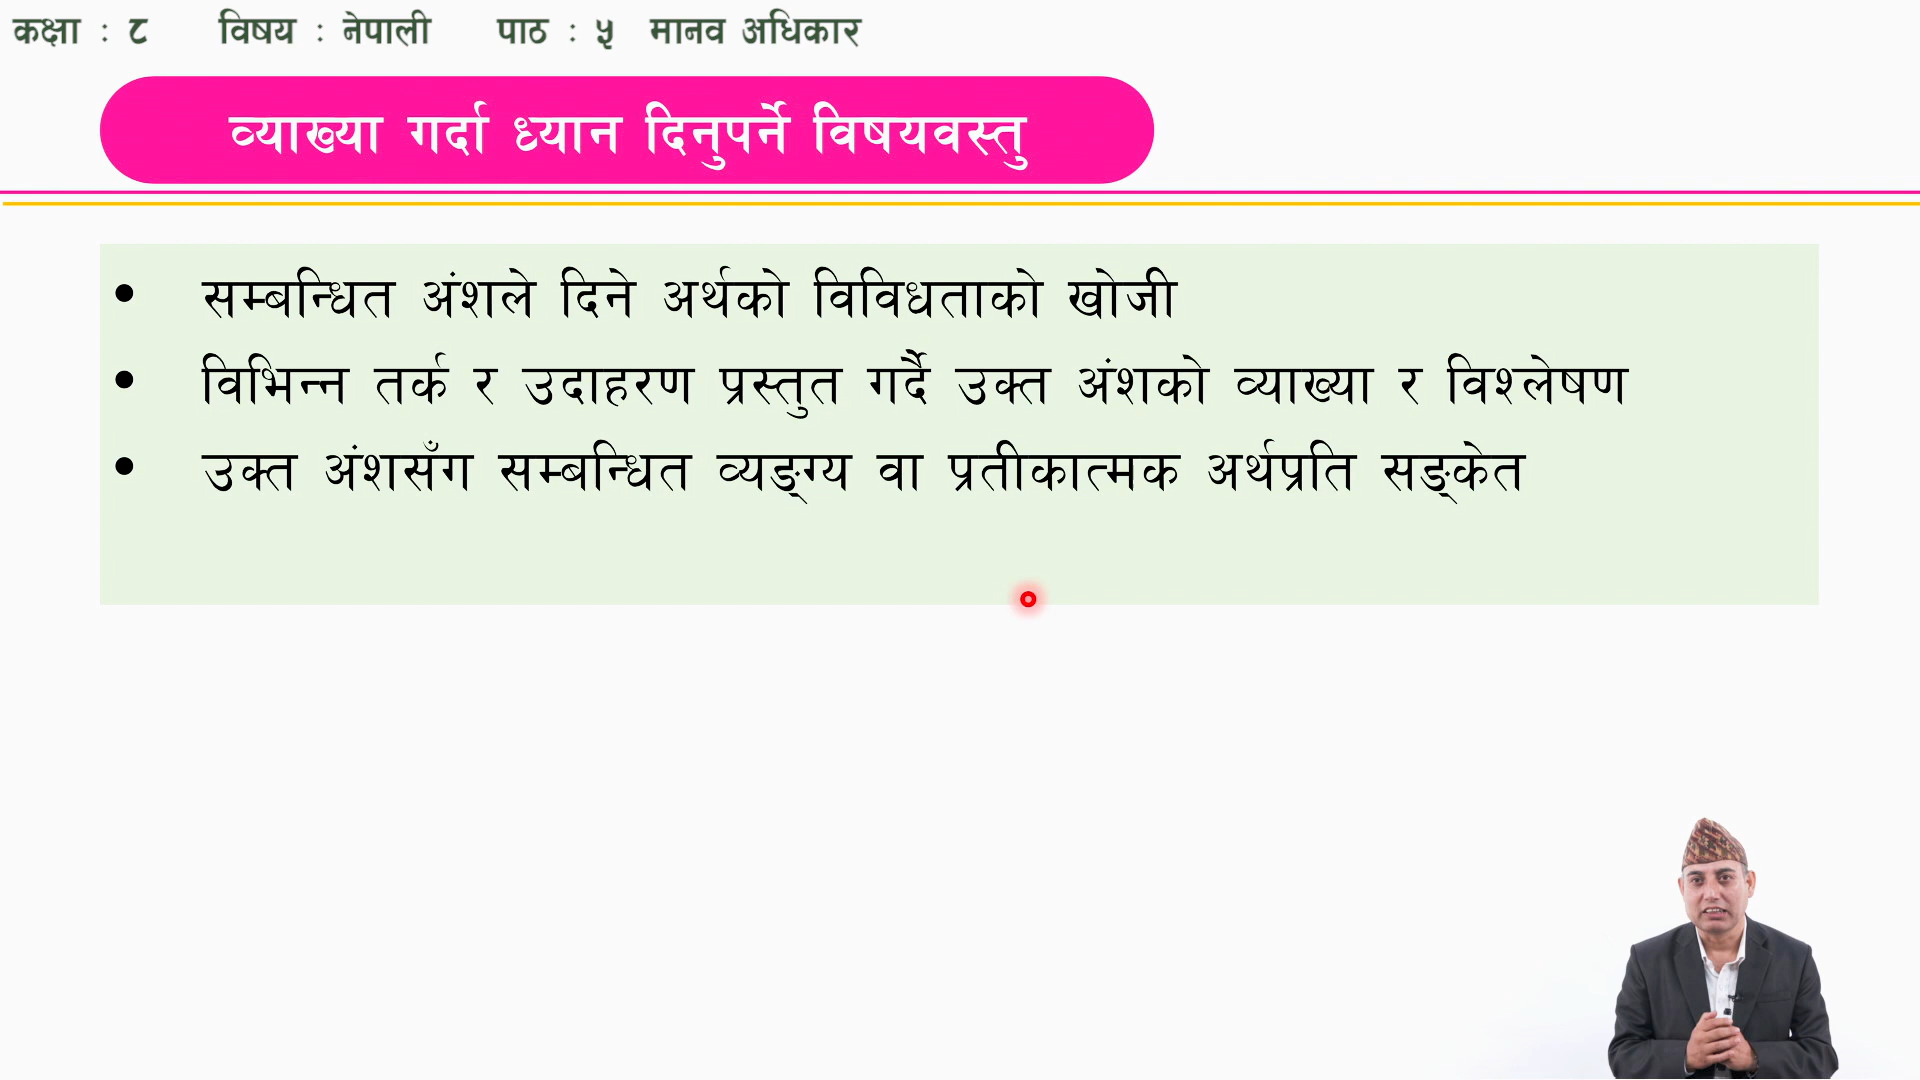 कक्षा : ८ विषय : नेपाली पाठ : ५ मानव अधिकार
व्याख्या गर्दा ध्यान दिनुपर्ने विषयवस्तु
• सम्बन्धित अंशले दिने अर्थको विविधताको खोजी
• विभिन्न तर्क र उदाहरण प्रस्तुत गर्दै उक्त अंशको व्याख्या र विश्लेषण
• उक्त अंशसँग सम्बन्धित व्यङ्ग्य वा प्रतीकात्मक अर्थप्रति सङ्केत